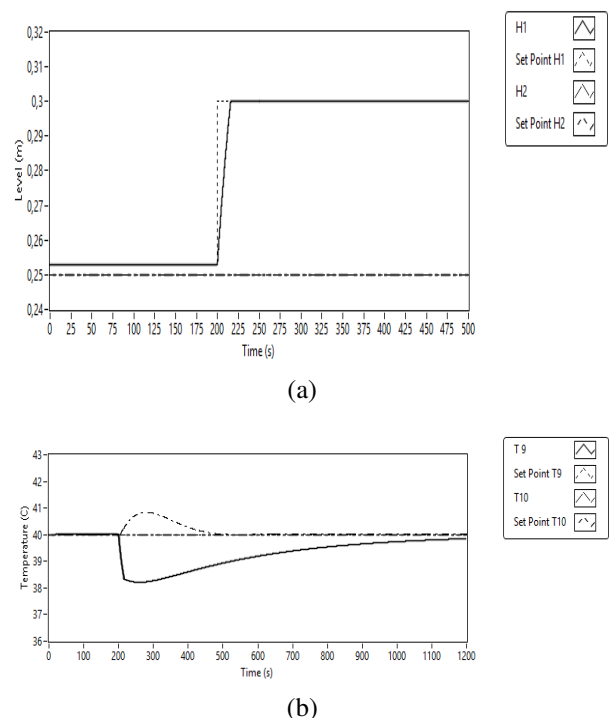 0,32
0,31
0,3
0,29
0,28
0,27
0,26
0,25
0,24
Level (m)
0 25 50 75 100 125 150 175 200 225 250 275 300 325 350 375 400 425 450 475 500
Time (s)
H1
Set Point H1
H2
Set Point H2
(a)
43
42
41
40
39
38
37
36
Temperature (C)
0 100 200 300 400 500 600 700 800 900 1000 1100 1200
Time (s)
T 9
Set Point T9
T10
Set Point T10
(b)